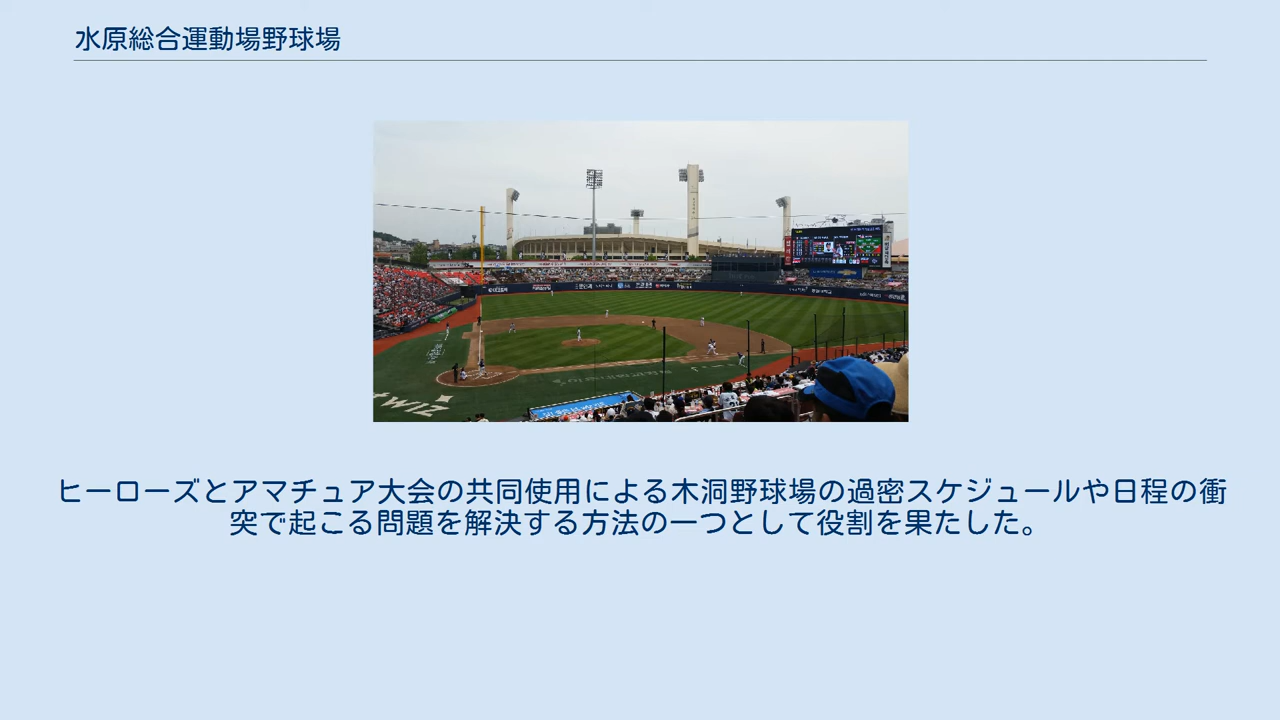 水原総合運動場野球場
wiz
ヒーローズとアマチュア大会の共同使用による木洞野球場の過密スケジュールや日程の衝
突で起こる問題を解決する方法の一つとして役割を果たした。